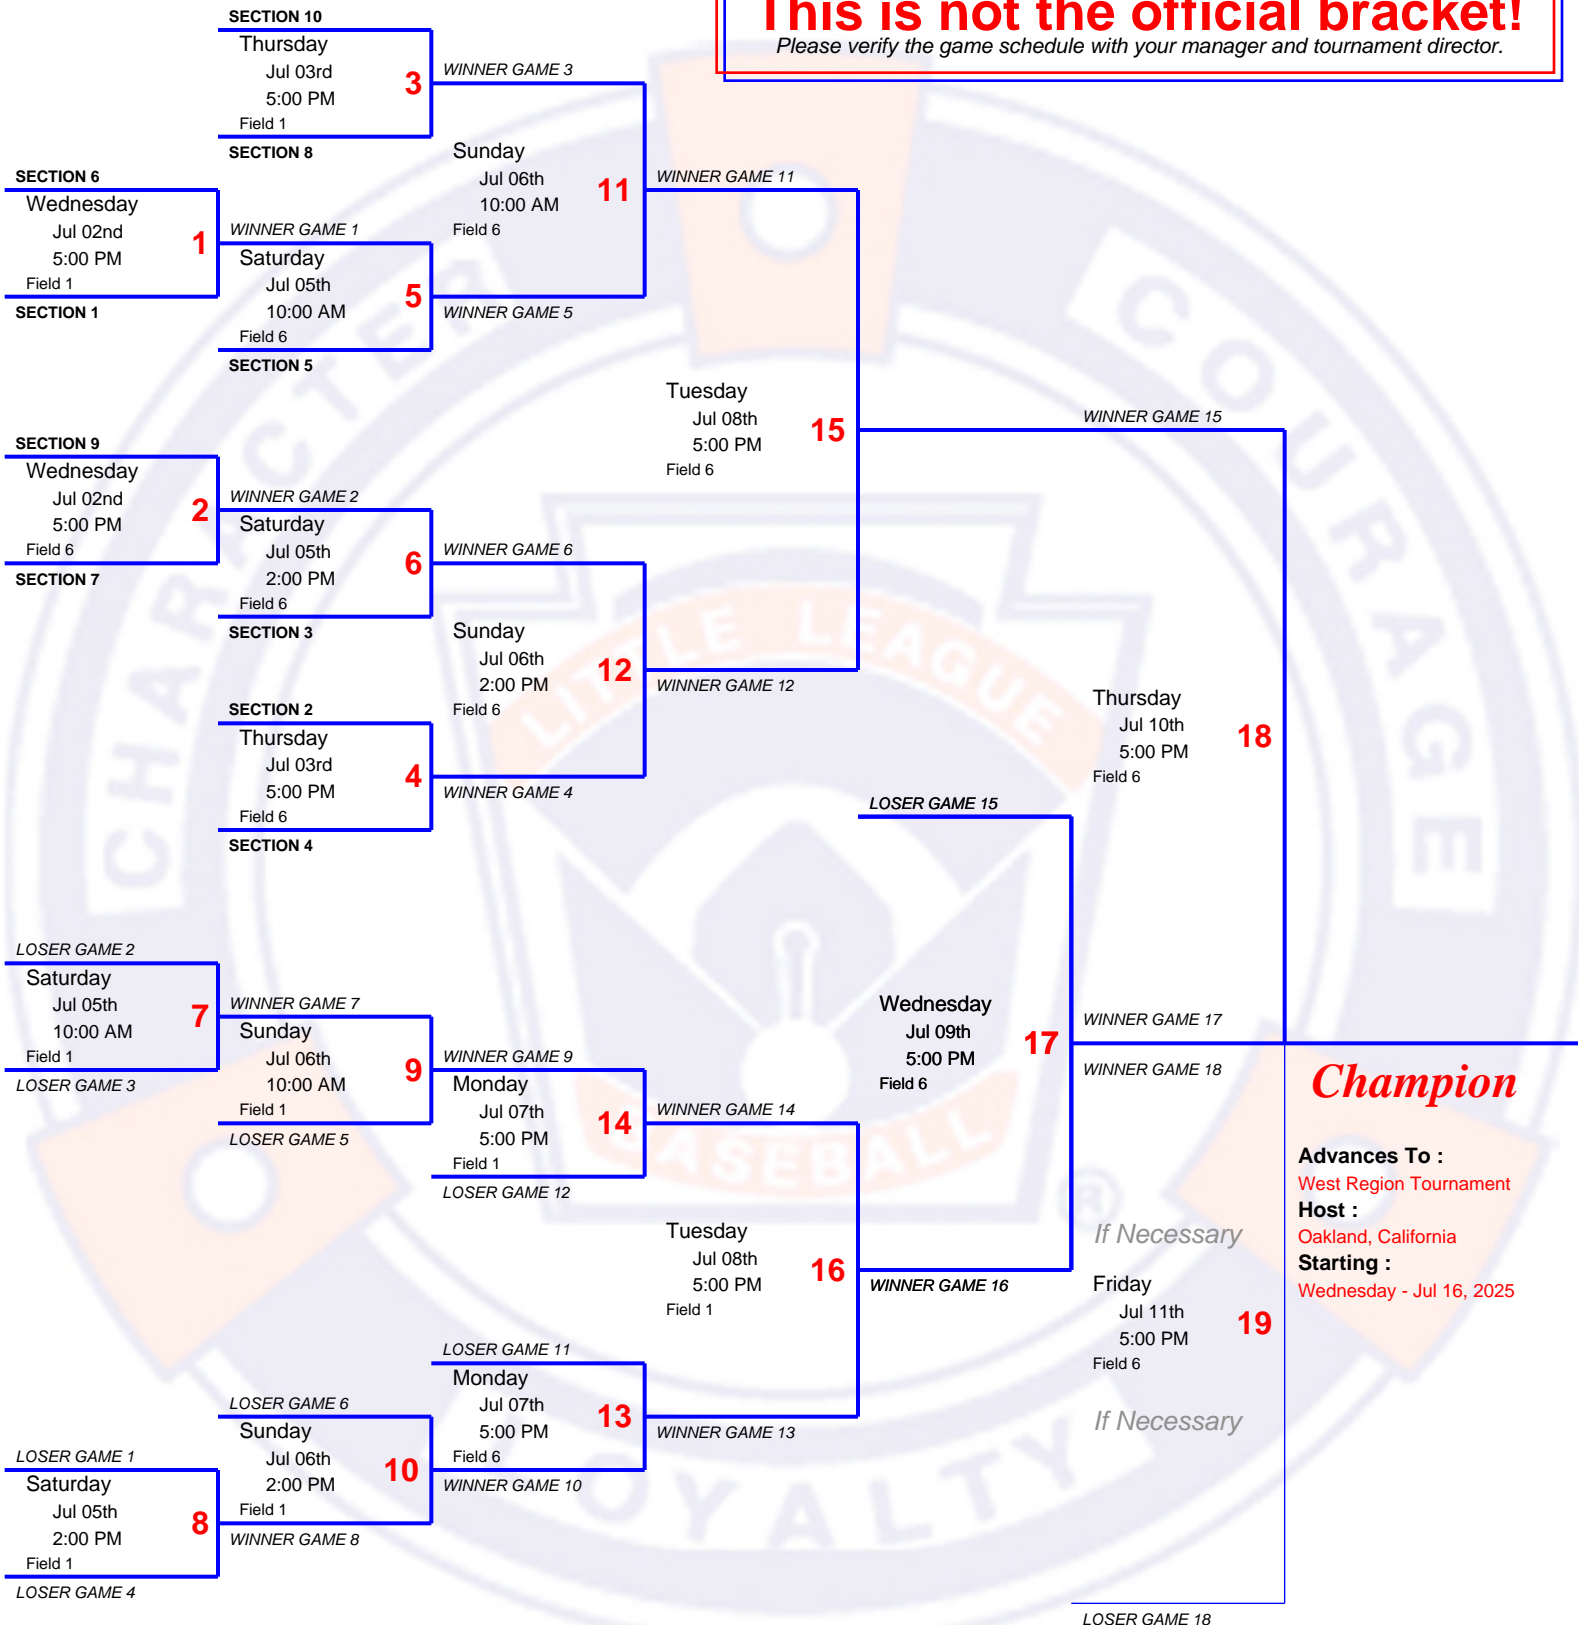 This is not the official bracket!
Please verify the game schedule with your manager and tournament director.
SECTION 10
Thursday
Jul 03rd
5:00 PM
Field 1
3
SECTION 8
WINNER GAME 3
SECTION 6
Wednesday
Jul 02nd
5:00 PM
Field 1
1
SECTION 1
WINNER GAME 1
Saturday
Jul 05th
10:00 AM
Field 6
5
SECTION 5
WINNER GAME 5
Sunday
Jul 06th
10:00 AM
Field 6
11
WINNER GAME 11
SECTION 9
Wednesday
Jul 02nd
5:00 PM
Field 6
2
SECTION 7
WINNER GAME 2
Saturday
Jul 05th
2:00 PM
Field 6
6
SECTION 3
WINNER GAME 6
Sunday
Jul 06th
2:00 PM
Field 6
12
WINNER GAME 12
SECTION 2
Thursday
Jul 03rd
5:00 PM
Field 6
4
SECTION 4
WINNER GAME 4
Tuesday
Jul 08th
5:00 PM
Field 6
15
WINNER GAME 15
Thursday
Jul 10th
5:00 PM
Field 6
18
LOSER GAME 15
Wednesday
Jul 09th
5:00 PM
Field 6
17
WINNER GAME 17
WINNER GAME 18
LOSER GAME 2
Saturday
Jul 05th
10:00 AM
Field 1
7
LOSER GAME 3
WINNER GAME 7
Sunday
Jul 06th
10:00 AM
Field 1
9
LOSER GAME 5
WINNER GAME 9
Monday
Jul 07th
5:00 PM
Field 1
14
LOSER GAME 12
WINNER GAME 14
Tuesday
Jul 08th
5:00 PM
Field 1
16
WINNER GAME 16
LOSER GAME 11
Monday
Jul 07th
5:00 PM
Field 6
13
WINNER GAME 13
LOSER GAME 6
Sunday
Jul 06th
2:00 PM
Field 1
10
WINNER GAME 10
LOSER GAME 1
Saturday
Jul 05th
2:00 PM
Field 1
8
LOSER GAME 4
WINNER GAME 8
If Necessary
Friday
Jul 11th
5:00 PM
Field 6
19
If Necessary
LOSER GAME 18
Champion
Advances To :
West Region Tournament
Host :
Oakland, California
Starting :
Wednesday - Jul 16, 2025
CHARACTER
COURAGE
LOYALTY
LITTLE LEAGUE
BASEBALL
®